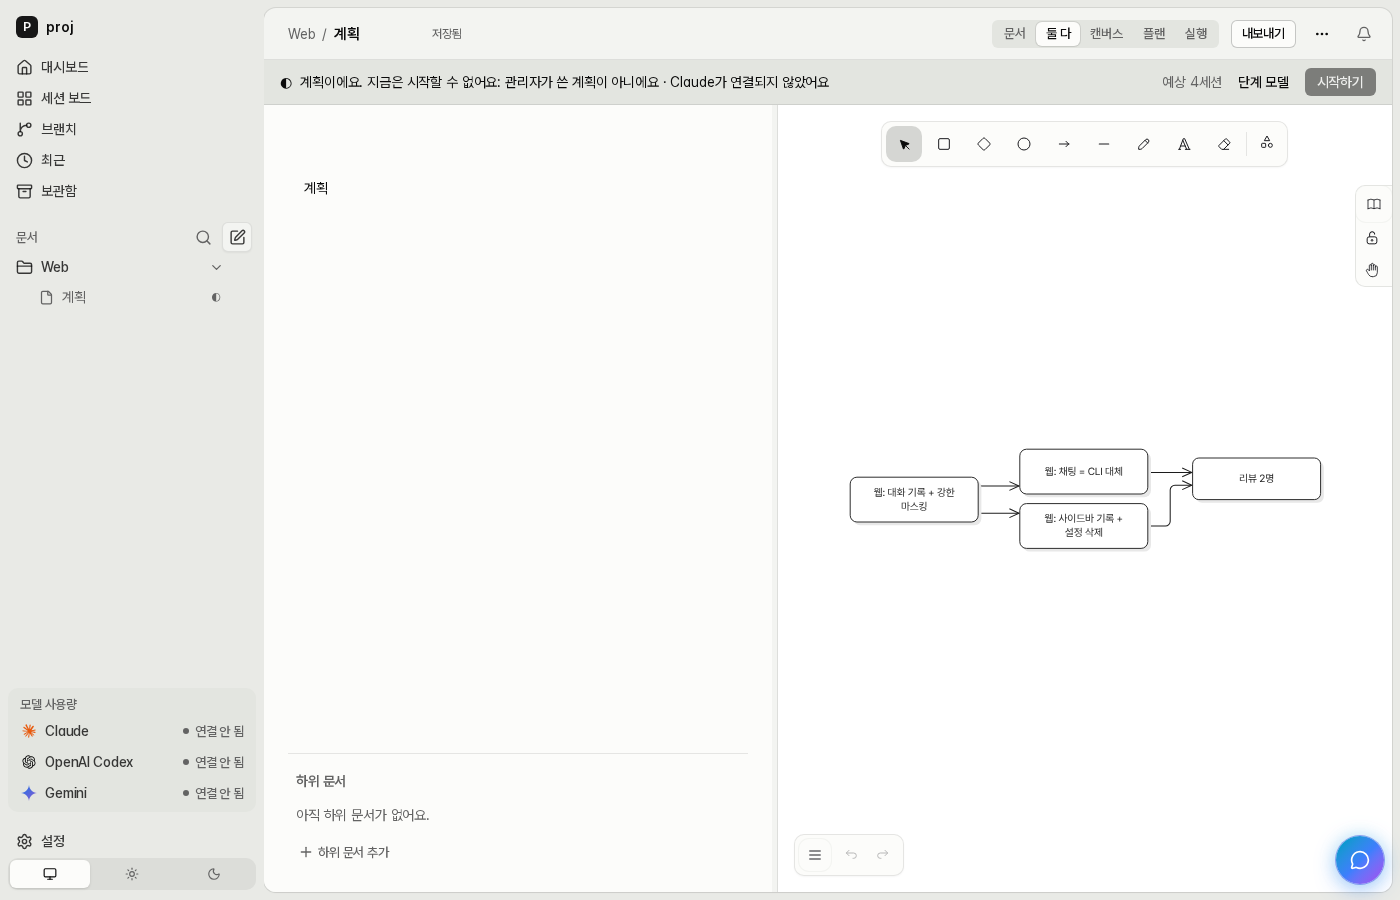 P proj
대시보드
세션 보드
브랜치
최근
보관함
문서
Web
계획
모델 사용량
Claude 연결 안 됨
OpenAI Codex 연결 안 됨
Gemini 연결 안 됨
설정
Web / 계획 저장됨
문서 둘 다 캔버스 플랜 실행 내보내기
계획이에요. 지금은 시작할 수 없어요: 관리자가 쓴 계획이 아니에요 · Claude가 연결되지 않았어요
예상 4세션 단계 모델 시작하기
계획
하위 문서
아직 하위 문서가 없어요.
하위 문서 추가
A
웹: 대화 기록 + 강한
마스킹
웹: 채팅 = CLI 대체
웹: 사이드바 기록 +
설정 삭제
리뷰 2명